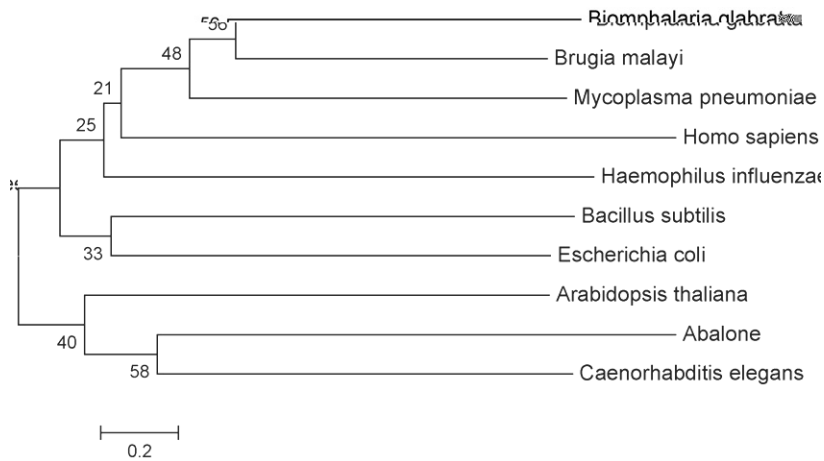 Biomphalaria glabrata
48
Brugia malayi
Mycoplasma pneumoniae
21
Homo sapiens
25
Haemophilus influenzae
Bacillus subtilis
33
Escherichia coli
Arabidopsis thaliana
40
Abalone
58
Caenorhabditis elegans
0.2